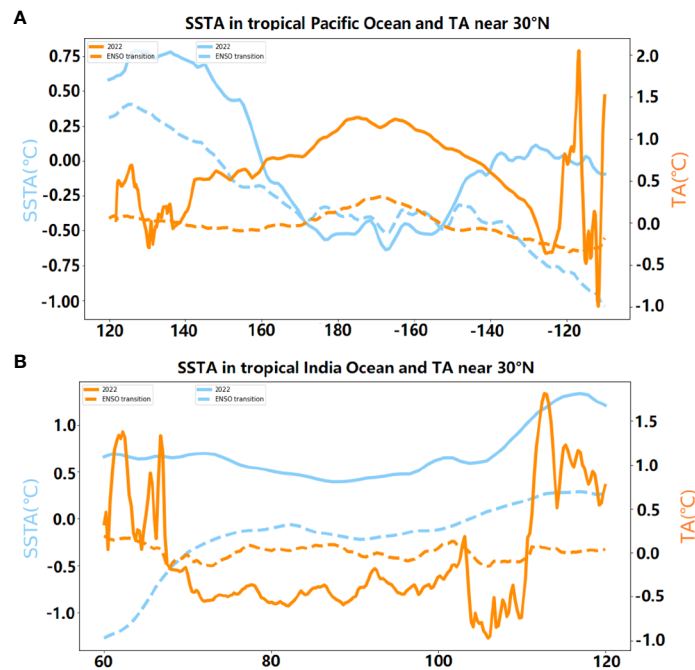 A
SSTA in tropical Pacific Ocean and TA near 30°N
2022
ENSO transition
2022
ENSO transition
0.75
0.50
0.25
0.00
-0.25
-0.50
-0.75
-1.00
SSTA(°C)
2.0
1.5
1.0
0.5
0.0
-0.5
-1.0
TA(°C)
120 140 160 180 -160 -140 -120
B
SSTA in tropical India Ocean and TA near 30°N
2022
ENSO transition
2022
ENSO transition
1.0
0.5
0.0
-0.5
-1.0
SSTA(°C)
1.5
1.0
0.5
0.0
-0.5
-1.0
TA(°C)
60 80 100 120